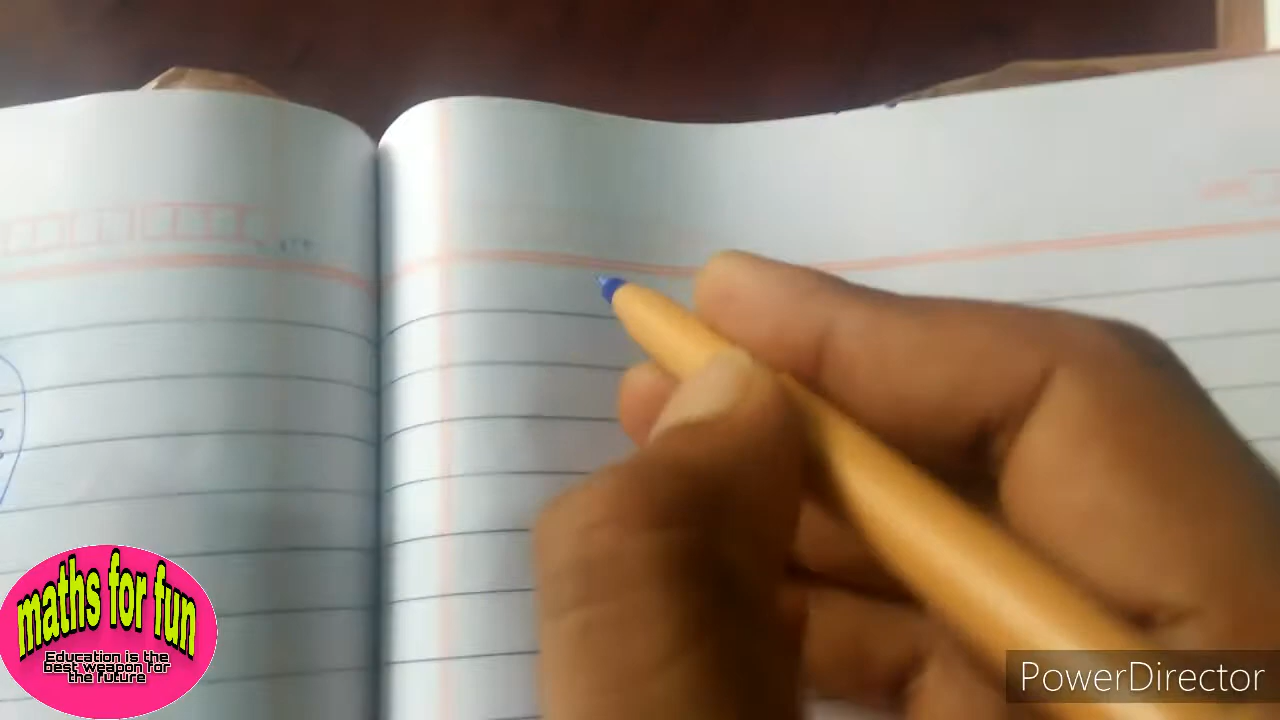 maths for fun
Education is the
best weapon for
the future
PowerDirector